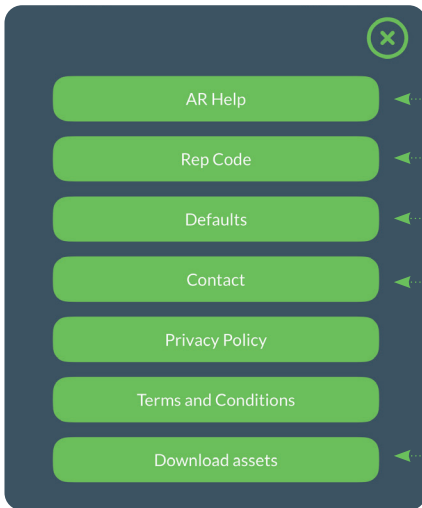 AR Help
Rep Code
Defaults
Contact
Privacy Policy
Terms and Conditions
Download assets